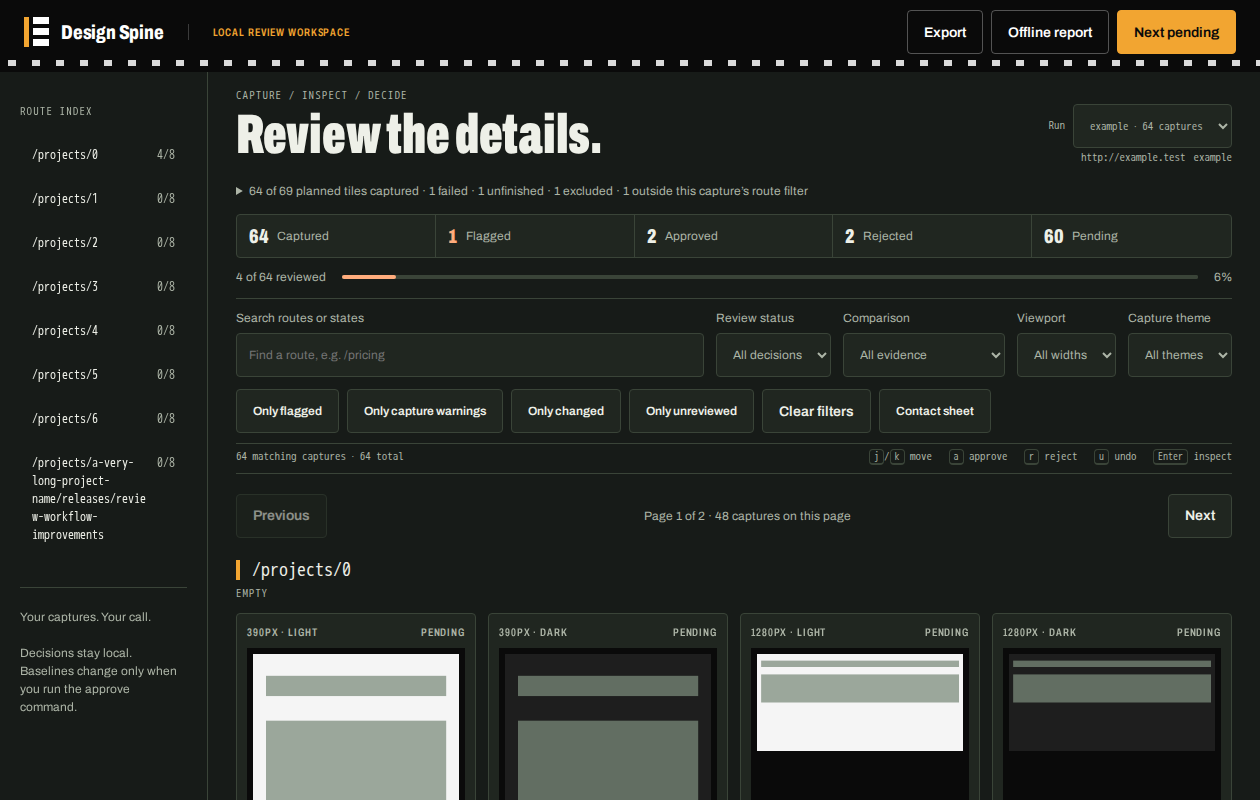 Design Spine
LOCAL REVIEW WORKSPACE
Export
Offline report
Next pending
ROUTE INDEX
/projects/0 4/8
/projects/1 0/8
/projects/2 0/8
/projects/3 0/8
/projects/4 0/8
/projects/5 0/8
/projects/6 0/8
/projects/a-very- 0/8
long-project-
name/releases/revie
w-workflow-
improvements
Your captures. Your call.
Decisions stay local.
Baselines change only when
you run the approve
command.
CAPTURE / INSPECT / DECIDE
Review the details.
Run example · 64 captures
http://example.test example
64 of 69 planned tiles captured · 1 failed · 1 unfinished · 1 excluded · 1 outside this capture's route filter
64 Captured 1 Flagged 2 Approved 2 Rejected 60 Pending
4 of 64 reviewed 6%
Search routes or states Review status Comparison Viewport Capture theme
Find a route, e.g. /pricing All decisions All evidence All widths All themes
Only flagged Only capture warnings Only changed Only unreviewed Clear filters Contact sheet
64 matching captures · 64 total j/k move a approve r reject u undo Enter inspect
Previous Page 1 of 2 · 48 captures on this page Next
/projects/0
EMPTY
390PX · LIGHT PENDING 390PX · DARK PENDING 1280PX · LIGHT PENDING 1280PX · DARK PENDING